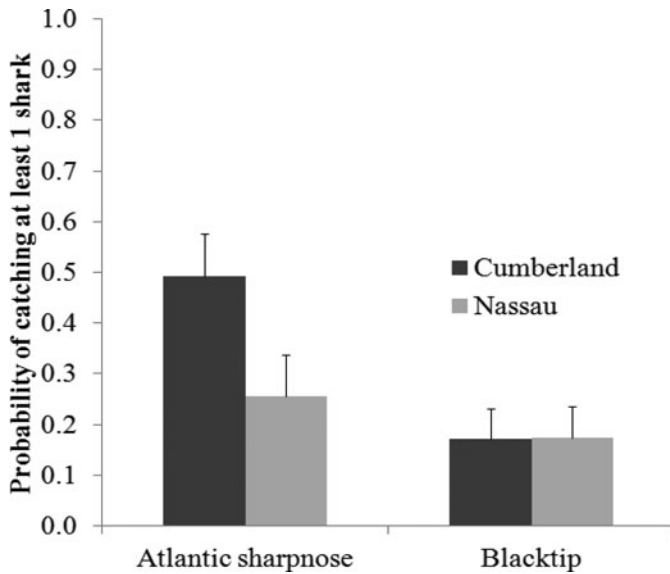 Probability of catching at least 1 shark
1.0
0.9
0.8
0.7
0.6
0.5
0.4
0.3
0.2
0.1
0.0
Cumberland
Nassau
Atlantic sharpnose
Blacktip